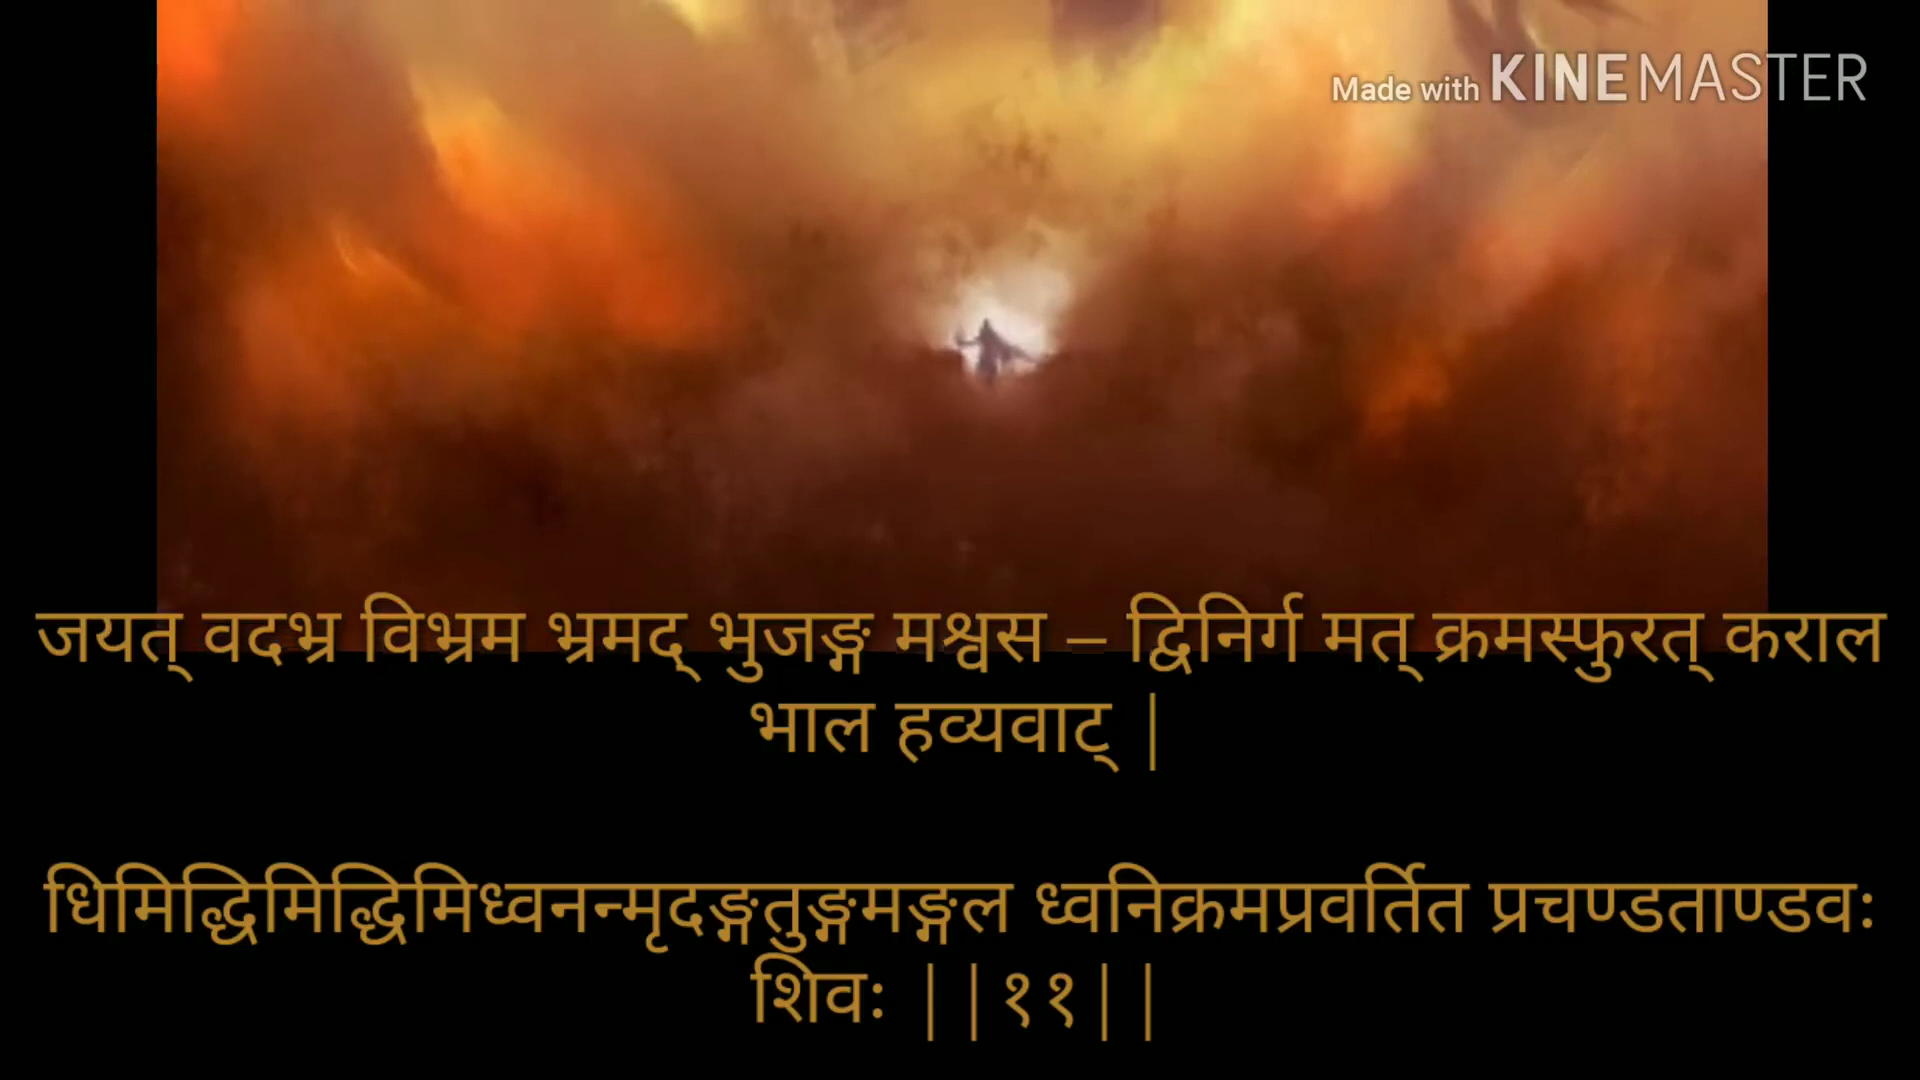 Made with KINEMASTER
जयत् वदभ्र विभ्रम भ्रमद् भुजङ्ग मश्वस – द्विनिर्ग मत् क्रमस्फुरत् कराल
भाल हव्यवाट् |
धिमिद्धिमिद्धिमिध्वनन्मृदङ्गतुङ्गमङ्गल ध्वनिक्रमप्रवर्तित प्रचण्डताण्डवः
शिवः ||११||